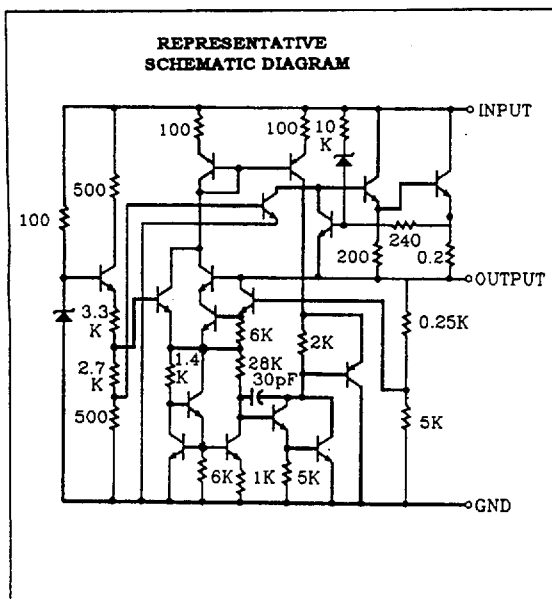 REPRESENTATIVE
SCHEMATIC DIAGRAM
INPUT
100
100
10
K
500
100
240
200
0.2
OUTPUT
3.3
K
6K
2K
0.25K
2.7
K
1.4
K
28K
30pF
500
5K
6K
1K
5K
GND